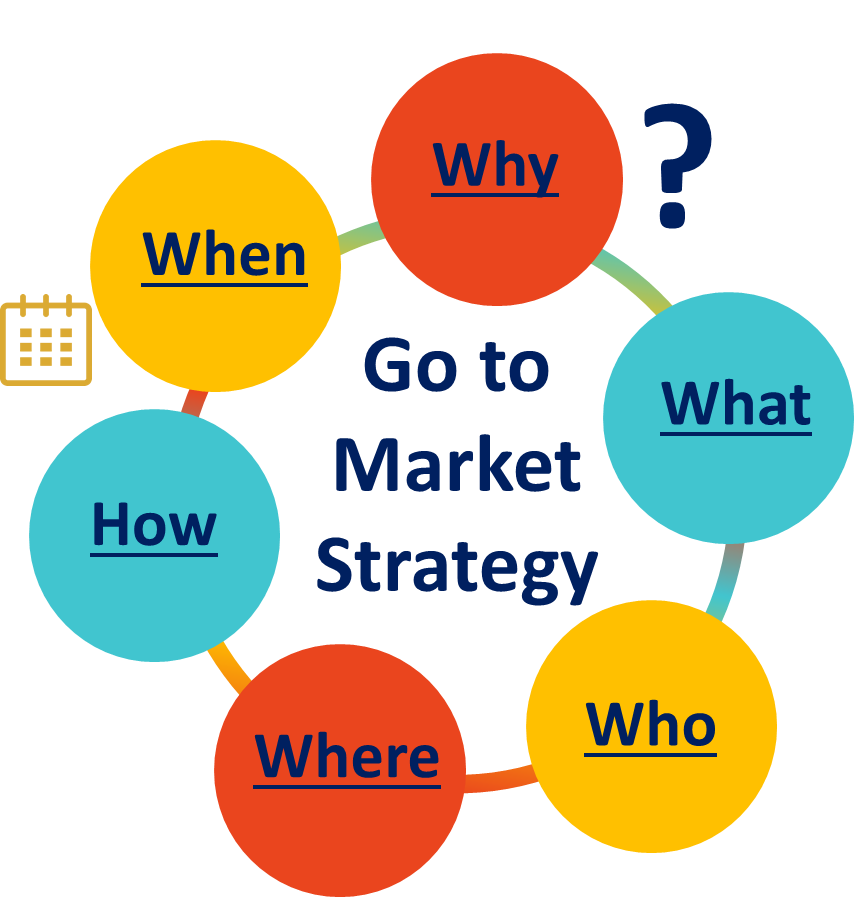 Why
?
When
Go to
Market
Strategy
What
How
Who
Where